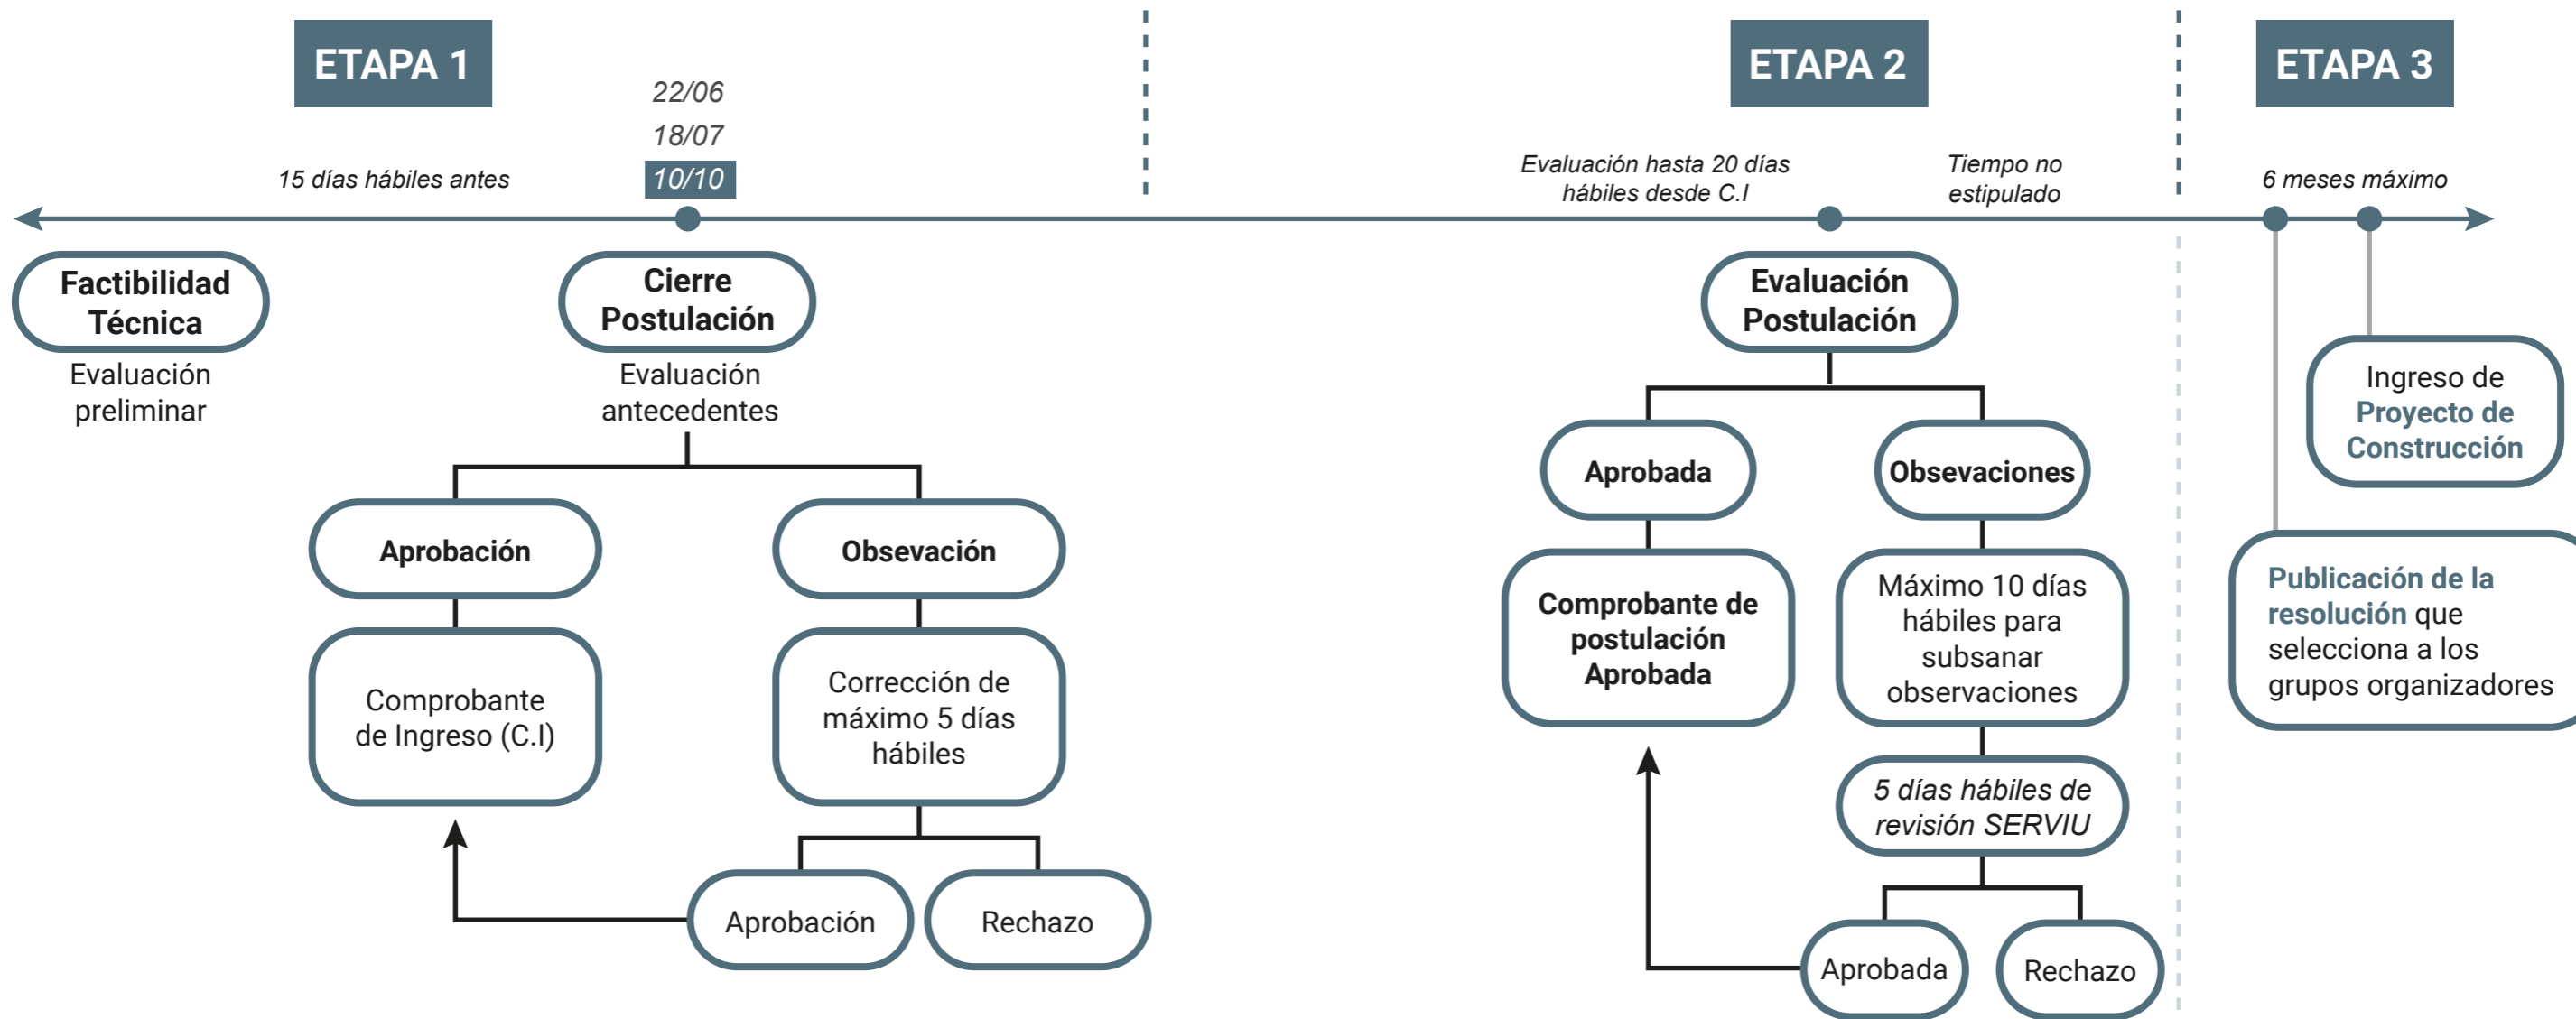 ETAPA 1
22/06
18/07
10/10
15 días hábiles antes
Factibilidad
Técnica
Evaluación
preliminar
Cierre
Postulación
Evaluación
antecedentes
Aprobación
Comprobante
de Ingreso (C.I)
Obsevación
Corrección de
máximo 5 días
hábiles
Aprobación
Rechazo
ETAPA 2
Evaluación hasta 20 días
hábiles desde C.I
Tiempo no
estipulado
Evaluación
Postulación
Aprobada
Comprobante de
postulación
Aprobada
Obsevaciones
Máximo 10 días
hábiles para
subsanar
observaciones
5 días hábiles de
revisión SERVIU
Aprobada
Rechazo
ETAPA 3
6 meses máximo
Ingreso de
Proyecto de
Construcción
Publicación de la
resolución que
selecciona a los
grupos organizadores